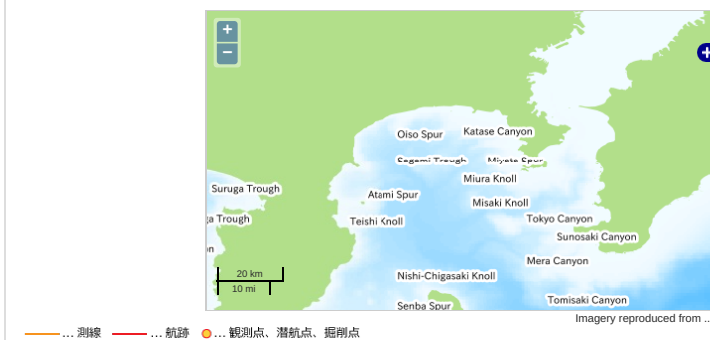 +
−
Oiso Spur
Katase Canyon
Sagami Trough
Miyata Spur
Miura Knoll
Suruga Trough
Atami Spur
Misaki Knoll
ga Trough
Teishi Knoll
Tokyo Canyon
Sunosaki Canyon
on
Mera Canyon
20 km
10 mi
Nishi-Chigasaki Knoll
Senba Spur
Tomisaki Canyon
Imagery reproduced from ...
... 測線 ... 航跡 ... 観測点、潜航点、掘削点